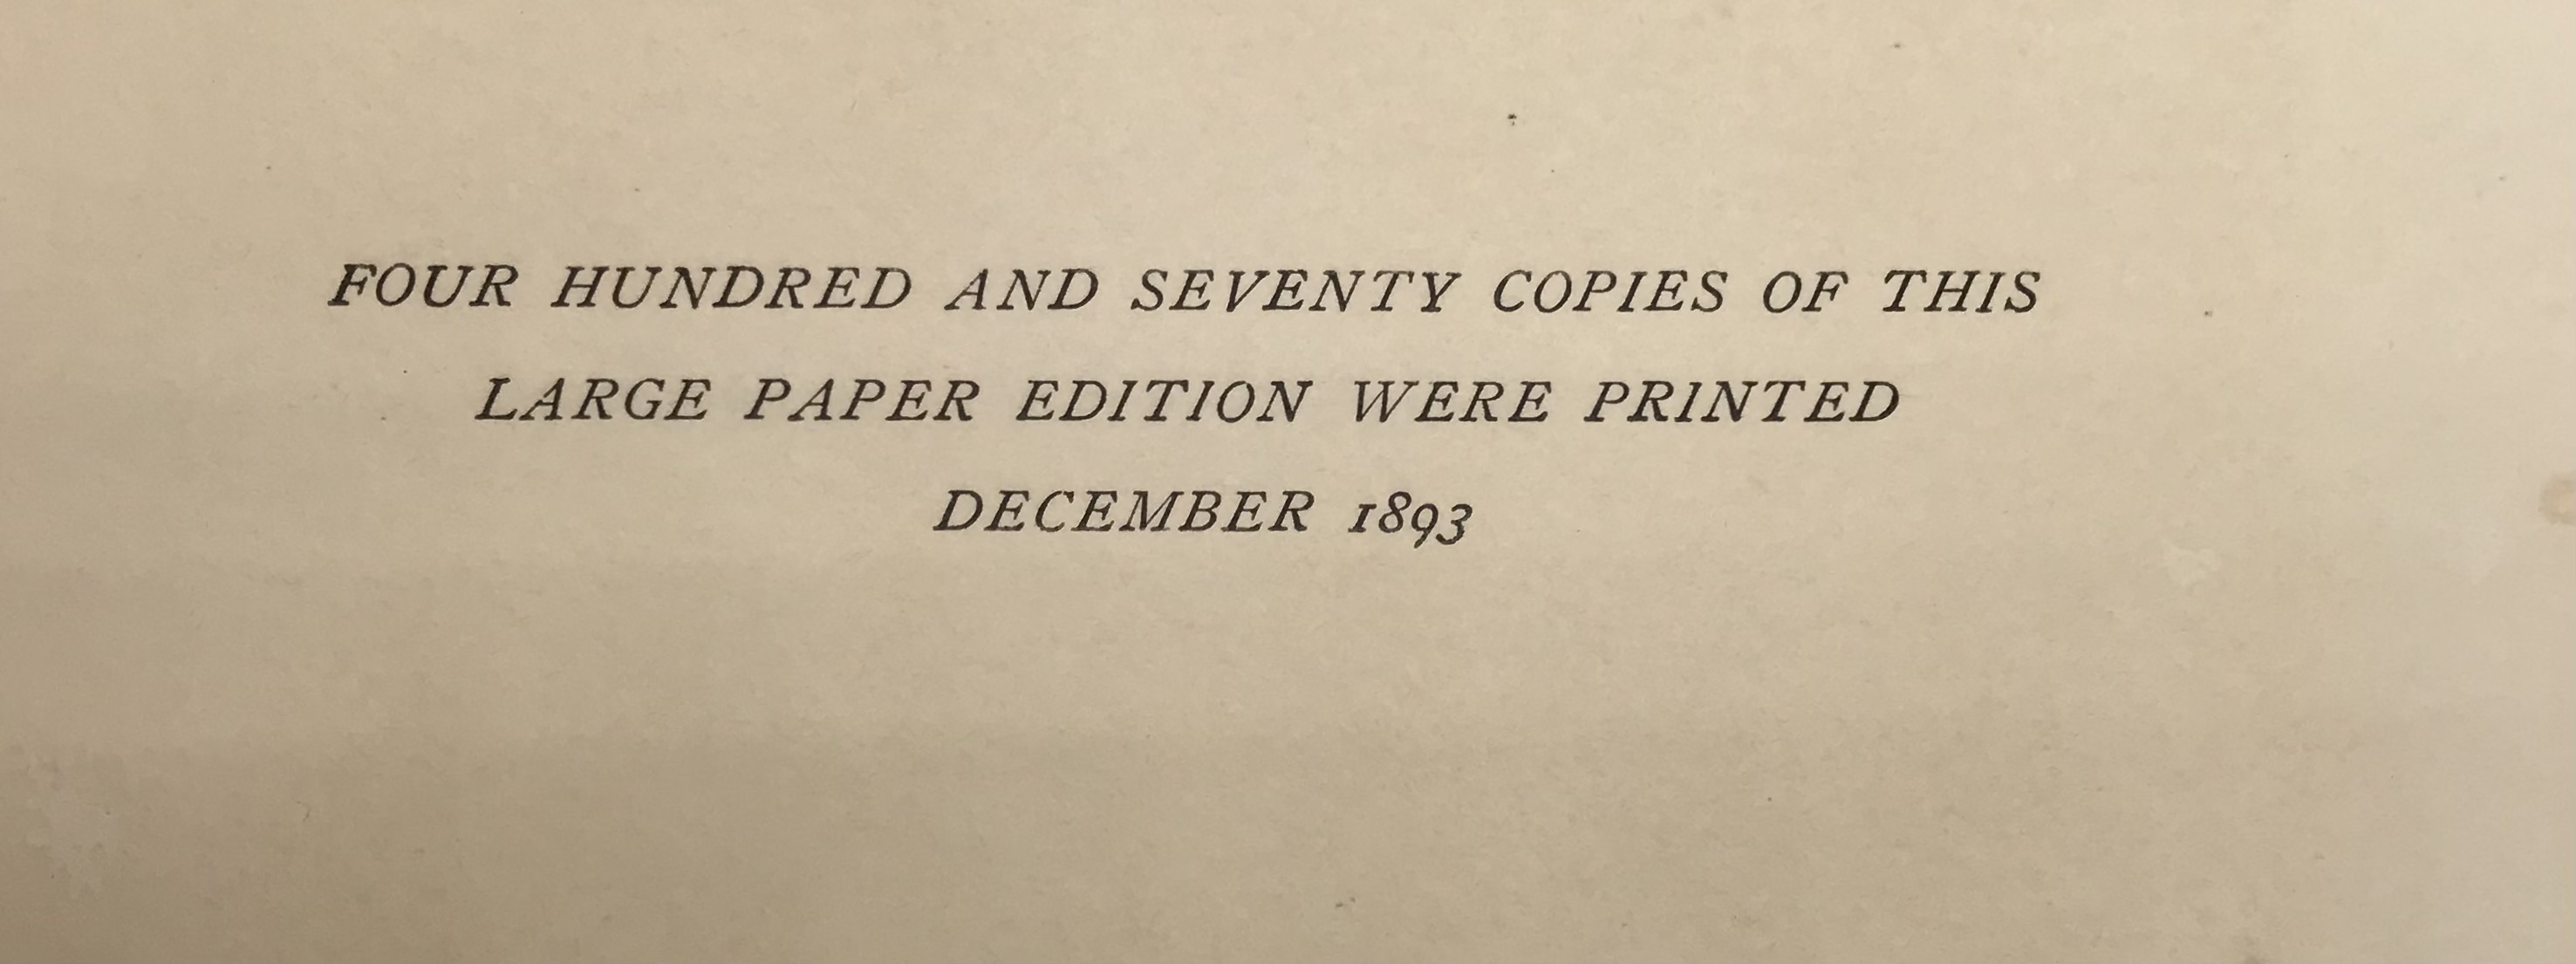 FOUR HUNDRED AND SEVENTY COPIES OF THIS
LARGE PAPER EDITION WERE PRINTED
DECEMBER 1893